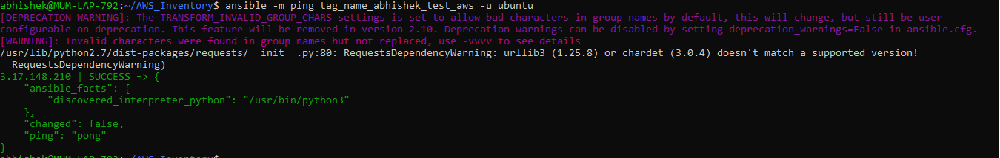 abhishek@MUM-LAP-792:~/AWS_Inventory$ ansible -m ping tag_name_abhishek_test_aws -u ubuntu
[DEPRECATION WARNING]: The TRANSFORM_INVALID_GROUP_CHARS settings is set to allow bad characters in group names by default, this will change, but still be user
configurable on deprecation. This feature will be removed in version 2.10. Deprecation warnings can be disabled by setting deprecation_warnings=False in ansible.cfg.
[WARNING]: Invalid characters were found in group names but not replaced, use -vvvv to see details
/usr/lib/python2.7/dist-packages/requests/__init__.py:80: RequestsDependencyWarning: urllib3 (1.25.8) or chardet (3.0.4) doesn't match a supported version!
  RequestsDependencyWarning)
3.17.148.210 | SUCCESS => {
    "ansible_facts": {
        "discovered_interpreter_python": "/usr/bin/python3"
    },
    "changed": false,
    "ping": "pong"
}
abhishek@MUM-LAP-792:~/AWS_Inventory$